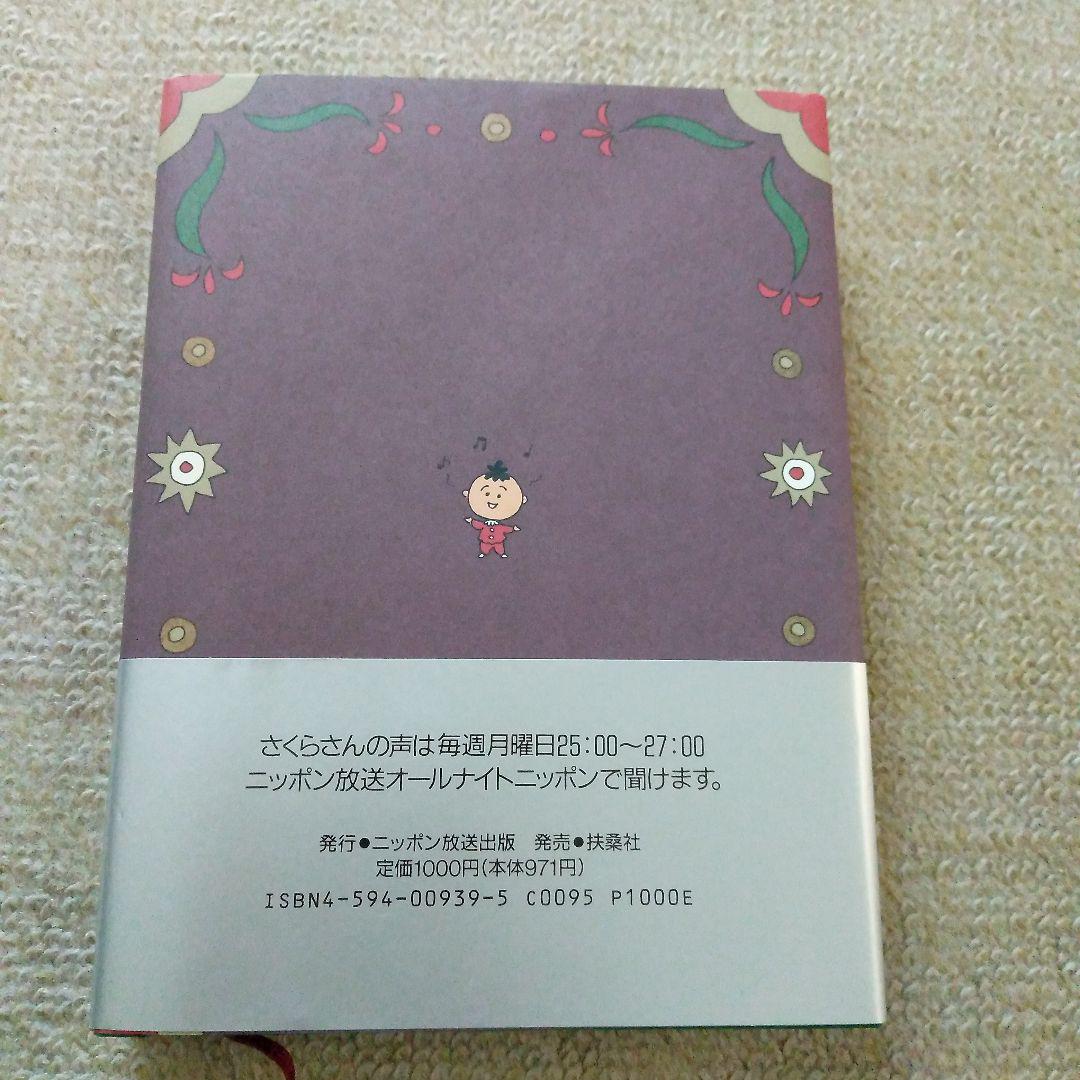 さくらさんの声は毎週月曜日25:00〜27:00
ニッポン放送オールナイトニッポンで聞けます。
発行●ニッポン放送出版　発売●扶桑社
定価1000円(本体971円)
ISBN4-594-00939-5 C0095 P1000E